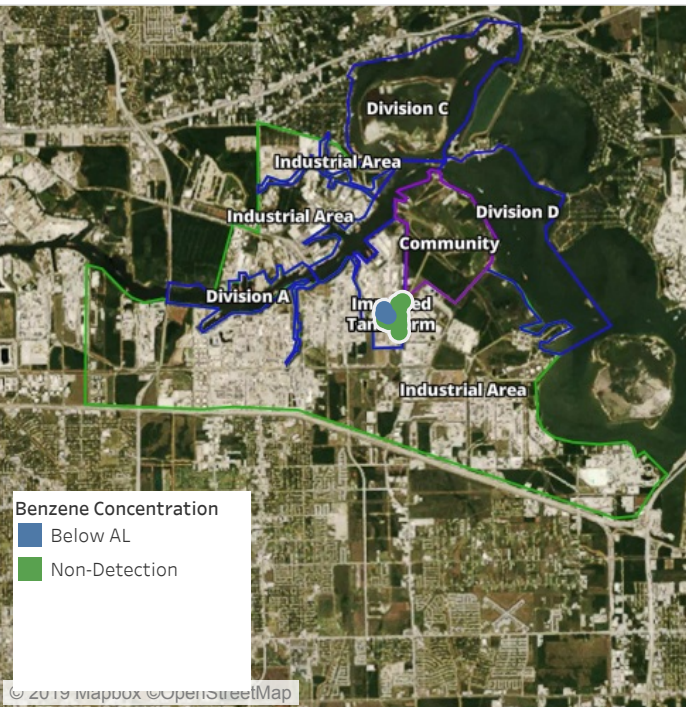 Division C
Industrial Area
Industrial Area
Division D
Community
Division A
Industrial Area
Benzene Concentration
Below AL
Non-Detection
© 2019 Mapbox ©OpenStreetMap